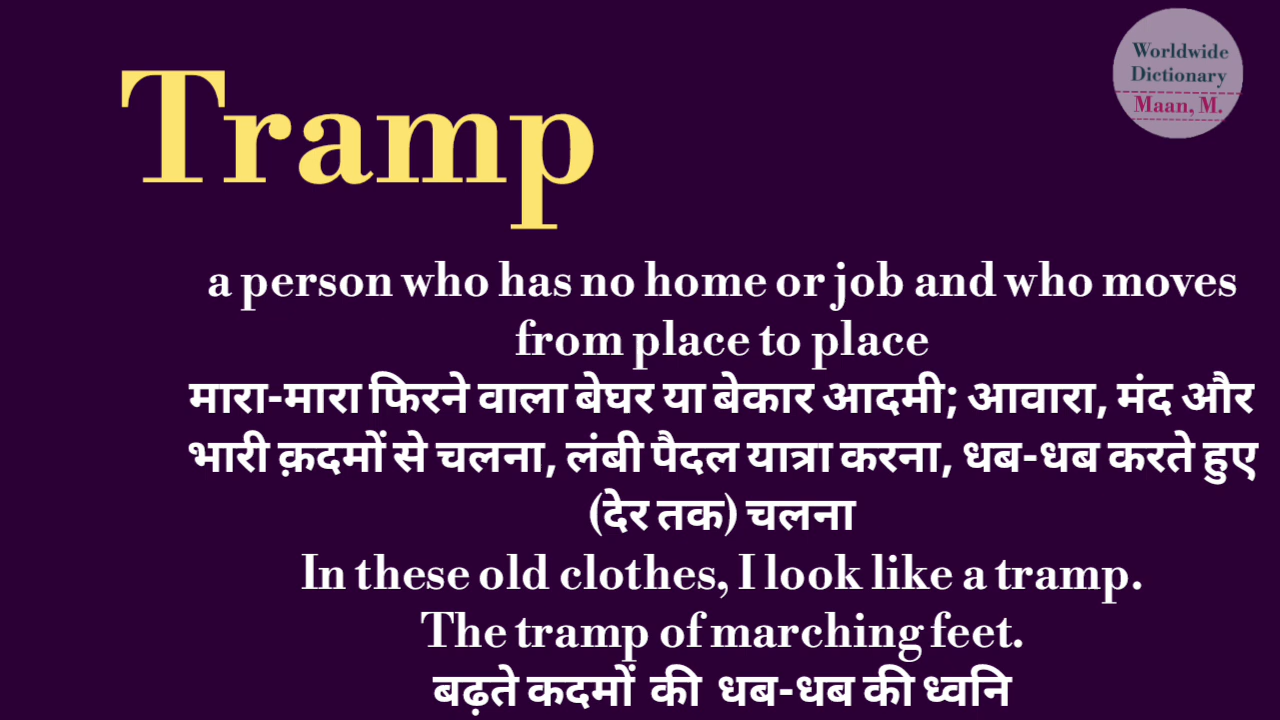 Worldwide
Dictionary
Maan, M.
Tramp
a person who has no home or job and who moves
from place to place
मारा-मारा फिरने वाला बेघर या बेकार आदमी; आवारा, मंद और
भारी क़दमों से चलना, लंबी पैदल यात्रा करना, धब-धब करते हुए
(देर तक) चलना
In these old clothes, I look like a tramp.
The tramp of marching feet.
बढ़ते कदमों की धब-धब की ध्वनि